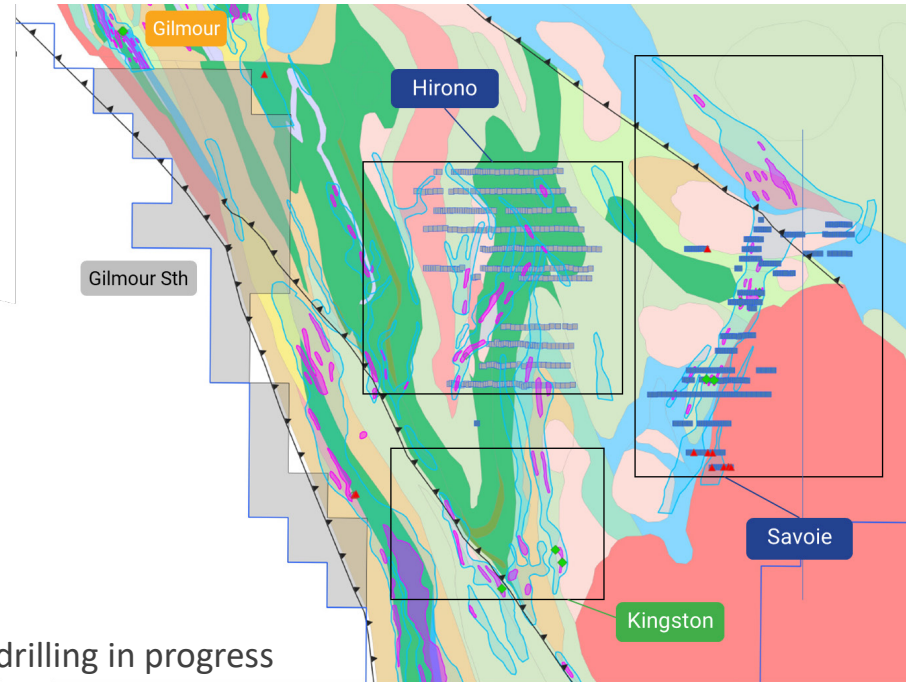 Gilmour
Hirono
Gilmour Sth
Savoie
Kingston
drilling in progress